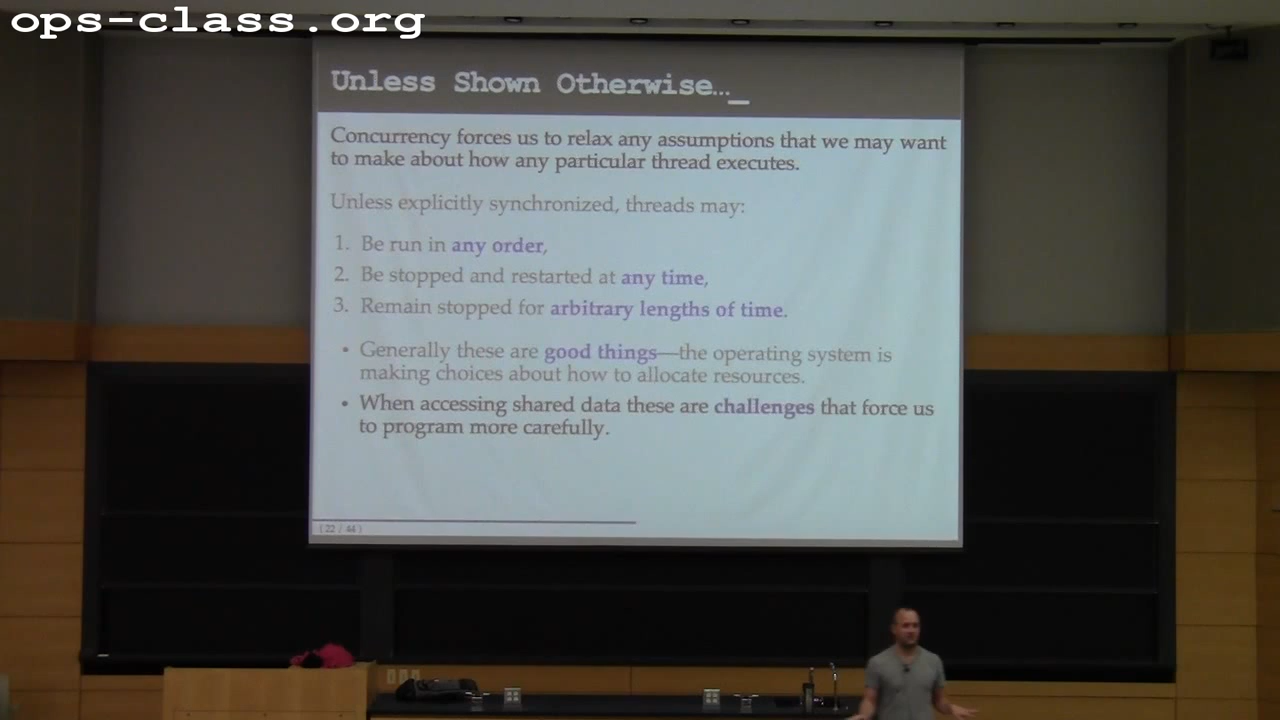 ops-class.org
Unless Shown Otherwise…_
Concurrency forces us to relax any assumptions that we may want
to make about how any particular thread executes.
Unless explicitly synchronized, threads may:
1. Be run in any order,
2. Be stopped and restarted at any time,
3. Remain stopped for arbitrary lengths of time.
• Generally these are good things—the operating system is
making choices about how to allocate resources.
• When accessing shared data these are challenges that force us
to program more carefully.
(22 / 44)